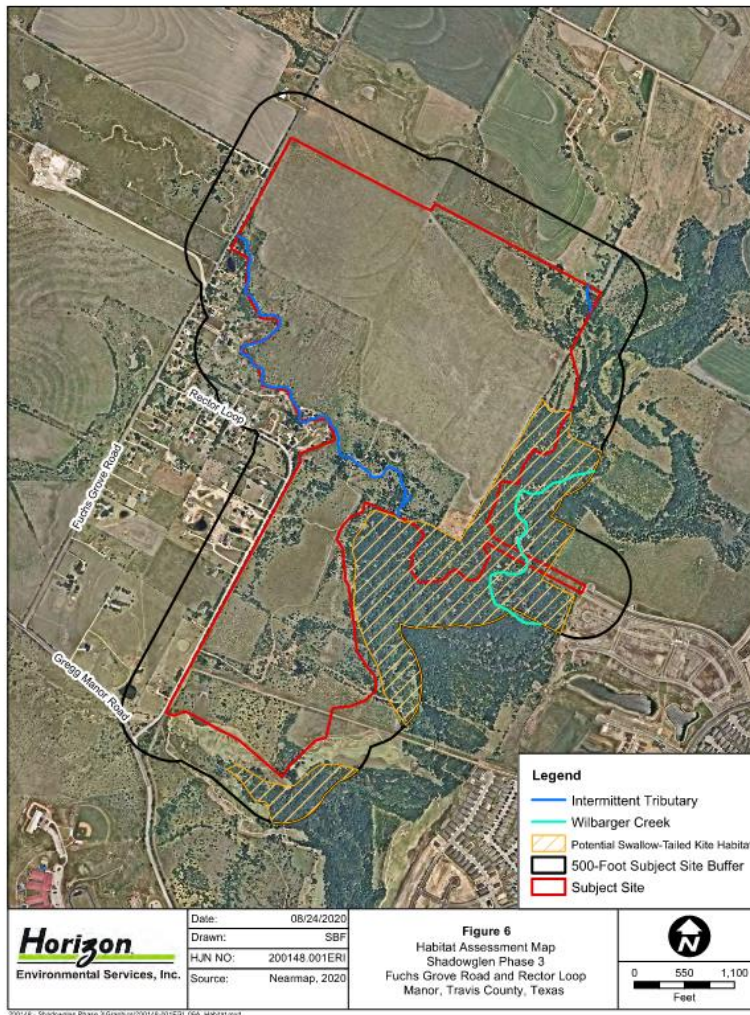 Rector Loop
Fuchs Grove Road
Gregg Manor Road
Legend
Intermittent Tributary
Wilbarger Creek
Potential Swallow-Tailed Kite Habitat
500-Foot Subject Site Buffer
Subject Site
Horizon
Environmental Services, Inc.
Date: 08/24/2020
Drawn: SBF
HJN NO: 200148.001ERI
Source: Nearmap, 2020
Figure 6
Habitat Assessment Map
Shadowglen Phase 3
Fuchs Grove Road and Rector Loop
Manor, Travis County, Texas
N
0 550 1,100
Feet
200148 - Shadowglen Phase